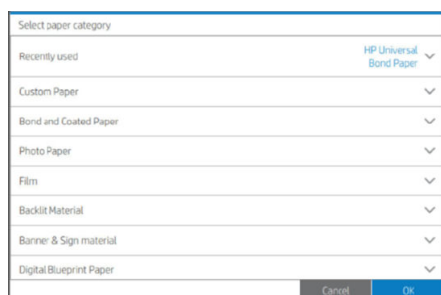 Select paper category
Recently used
HP Universal
Bond Paper
Custom Paper
Bond and Coated Paper
Photo Paper
Film
Backlit Material
Banner & Sign material
Digital Blueprint Paper
Cancel
OK